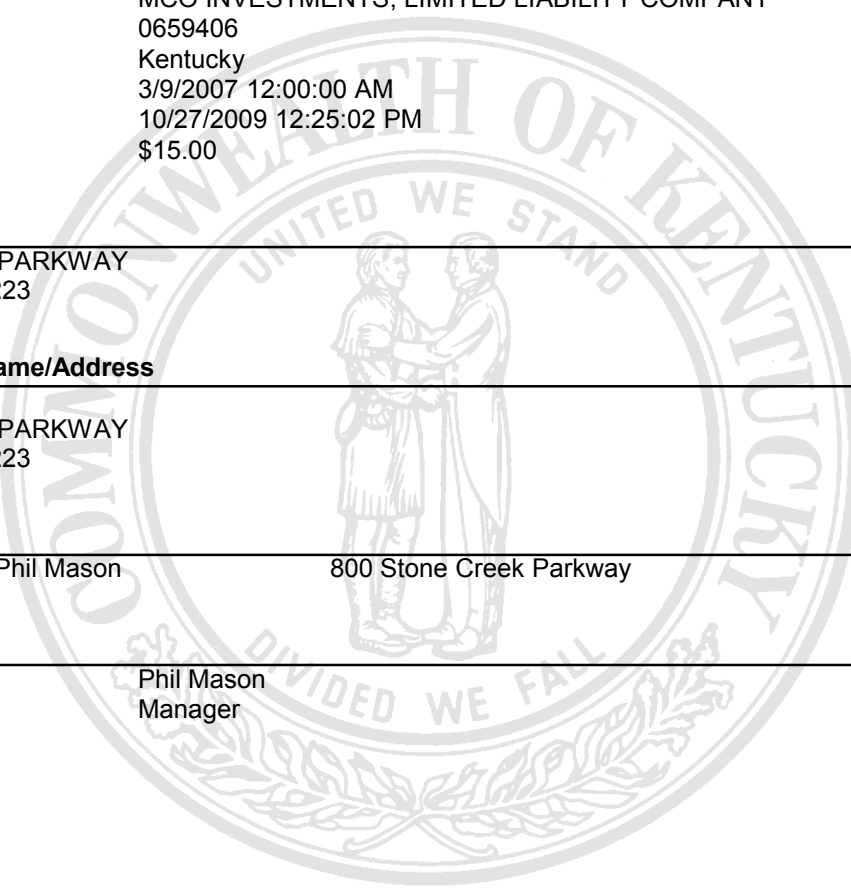 MCO INVESTMENTS, LIMITED LIABILITY COMPANY
0659406
Kentucky
3/9/2007 12:00:00 AM
10/27/2009 12:25:02 PM
$15.00
COMMONWEALTH OF KENTUCKY
UNITED WE STAND
PARKWAY
223
ame/Address
PARKWAY
223
Phil Mason 800 Stone Creek Parkway
DIVIDED WE FALL
Phil Mason
Manager